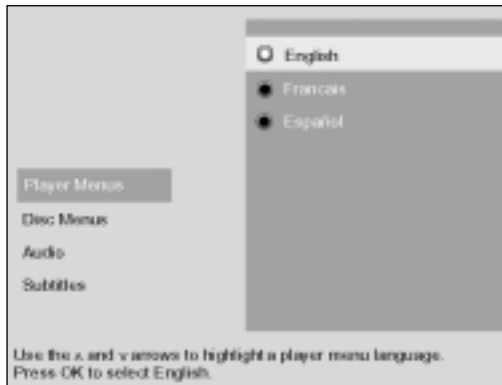 English
Francais
Español
Player Menus
Disc Menus
Audio
Subtitles
Use the ʌ and v arrows to highlight a player menu language.
Press OK to select English.